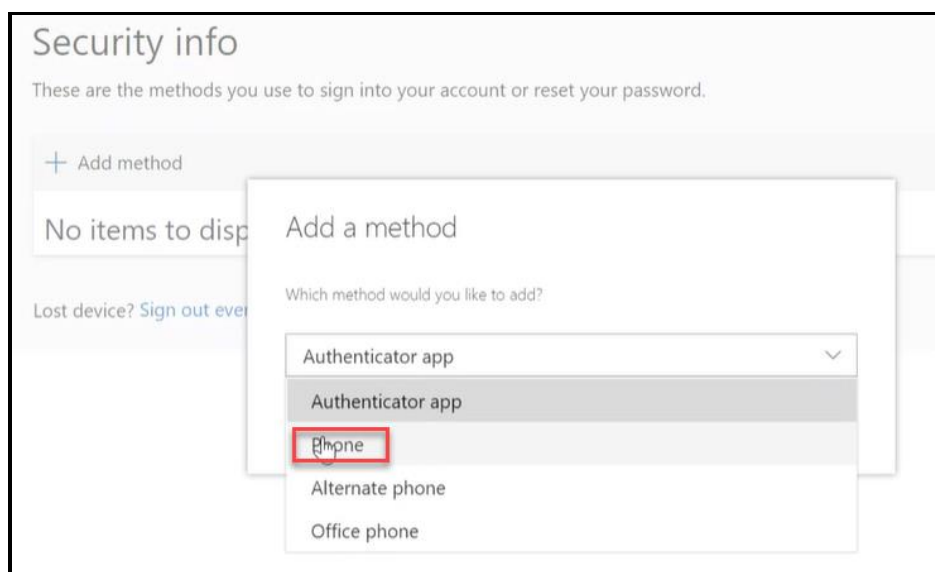 Security info
These are the methods you use to sign into your account or reset your password.
+ Add method
No items to disp
Add a method
Which method would you like to add?
Lost device? Sign out ever
Authenticator app
Authenticator app
Phone
Alternate phone
Office phone